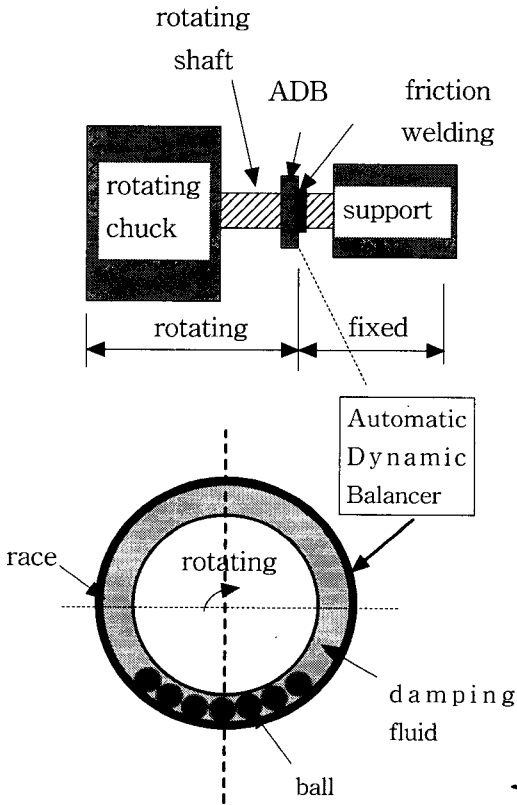 rotating
shaft
ADB
friction
welding
rotating
chuck
support
rotating
fixed
Automatic
Dynamic
Balancer
race
rotating
damping
fluid
ball